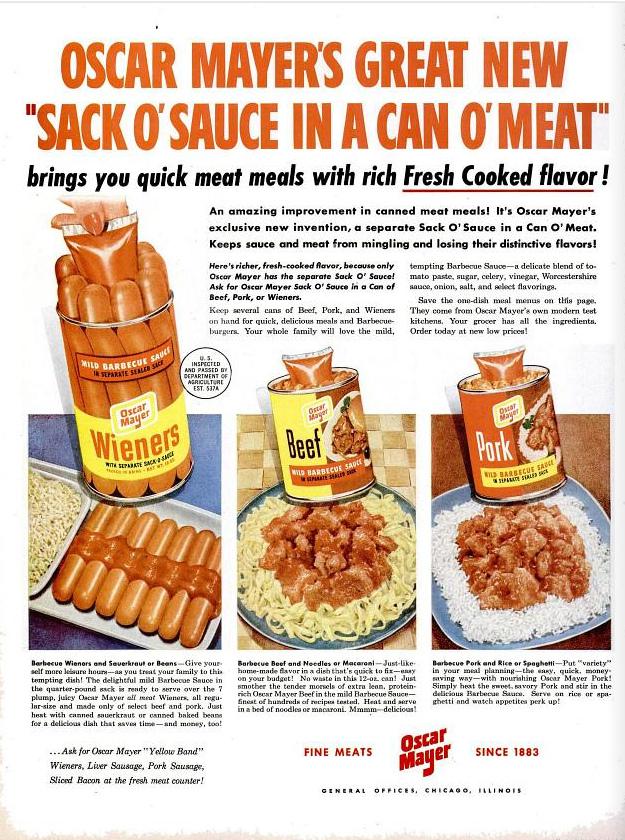 OSCAR MAYER'S GREAT NEW
"SACK O' SAUCE IN A CAN O' MEAT"
brings you quick meat meals with rich Fresh Cooked flavor!
An amazing improvement in canned meat meals! It's Oscar Mayer's
exclusive new invention, a separate Sack O' Sauce in a Can O' Meat.
Keeps sauce and meat from mingling and losing their distinctive flavors!
Here's richer, fresh-cooked flavor, because only
Oscar Mayer has the separate Sack O' Sauce!
Ask for Oscar Mayer Sack O' Sauce in a Can of
Beef, Pork, or Wieners.
Keep several cans of Beef, Pork, and Wieners
on hand for quick, delicious meals and Barbecue-
burgers. Your whole family will love the mild,
tempting Barbecue Sauce—a delicate blend of to-
mato paste, sugar, celery, vinegar, Worcestershire
sauce, onion, salt, and select flavorings.
Save the one-dish meal menus on this page.
They come from Oscar Mayer's own modern test
kitchens. Your grocer has all the ingredients.
Order today at new low prices!
U. S.
INSPECTED
AND PASSED BY
DEPARTMENT OF
AGRICULTURE
EST. 537A
MILD BARBECUE SAUCE
IN SEPARATE SEALED SACK
Oscar
Mayer
Wieners
WITH SEPARATE SACK-O-SAUCE
Oscar
Mayer
Beef
MILD BARBECUE SAUCE
IN SEPARATE SEALED SACK
Oscar
Mayer
Pork
MILD BARBECUE SAUCE
IN SEPARATE SEALED SACK
Barbecue Wieners and Sauerkraut or Beans—Give your-
self more leisure hours—as you treat your family to this
tempting dish! The delightful mild Barbecue Sauce in
the quarter-pound sack is ready to serve over the 7
plump, juicy Oscar Mayer all meat Wieners, all regu-
lar-size and made only of select beef and pork. Just
heat with canned sauerkraut or canned baked beans
for a delicious dish that saves time—and money, too!
Barbecue Beef and Noodles or Macaroni—Just-like-
home-made flavor in a dish that's quick to fix—easy
on your budget! No waste in this 12-oz. can! Just
smother the tender morsels of extra lean, protein-
rich Oscar Mayer Beef in the mild Barbecue Sauce—
finest of hundreds of recipes tested. Heat and serve
in a bed of noodles or macaroni. Mmmm—delicious!
Barbecue Pork and Rice or Spaghetti—Put "variety"
in your meal planning—the easy, quick, money-
saving way—with nourishing Oscar Mayer Pork!
Simply heat the sweet, savory Pork and stir in the
delicious Barbecue Sauce. Serve on rice or spa-
ghetti and watch appetites perk up!
...Ask for Oscar Mayer "Yellow Band"
Wieners, Liver Sausage, Pork Sausage,
Sliced Bacon at the fresh meat counter!
FINE MEATS
Oscar
Mayer
SINCE 1883
GENERAL OFFICES, CHICAGO, ILLINOIS